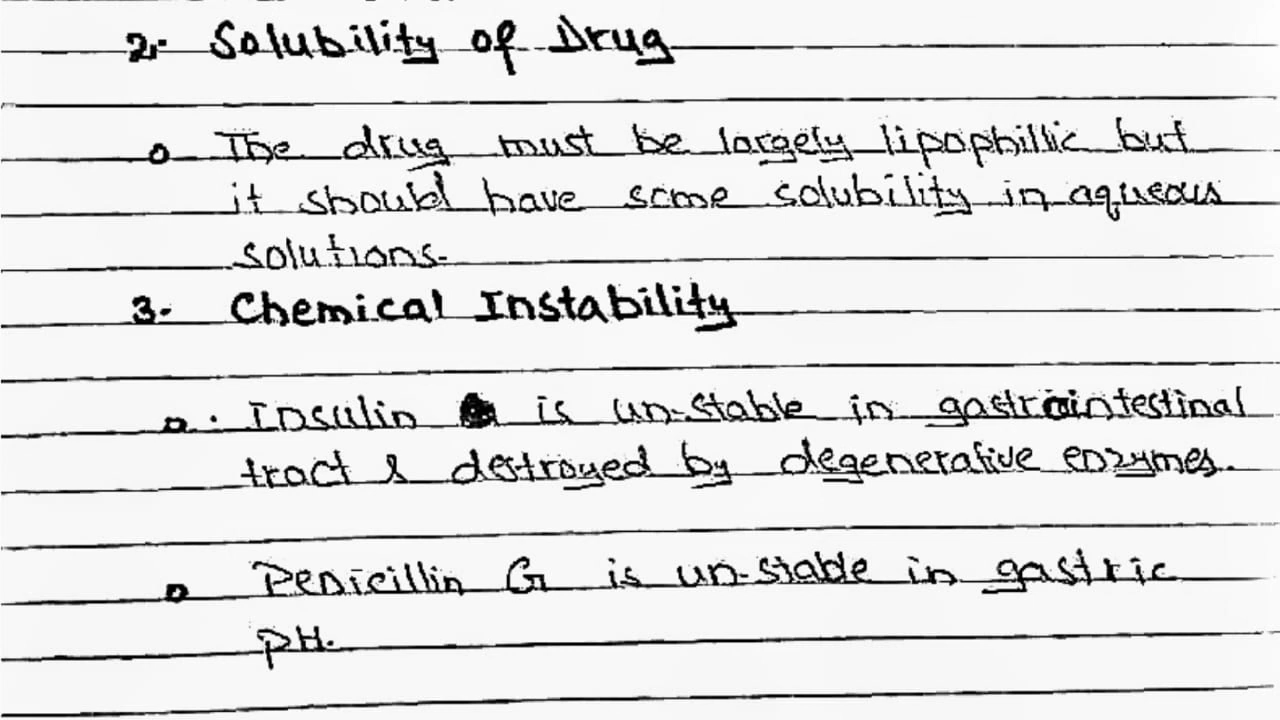 2. Solubility of Drug
o The drug must be largely lipophillic but
it should have some solubility in aqueous
solutions.
3. Chemical Instability
o. Insulin is un-stable in gastrointestinal
tract & destroyed by degenerative enzymes.
o Penicillin G is un-stable in gastric
PH.